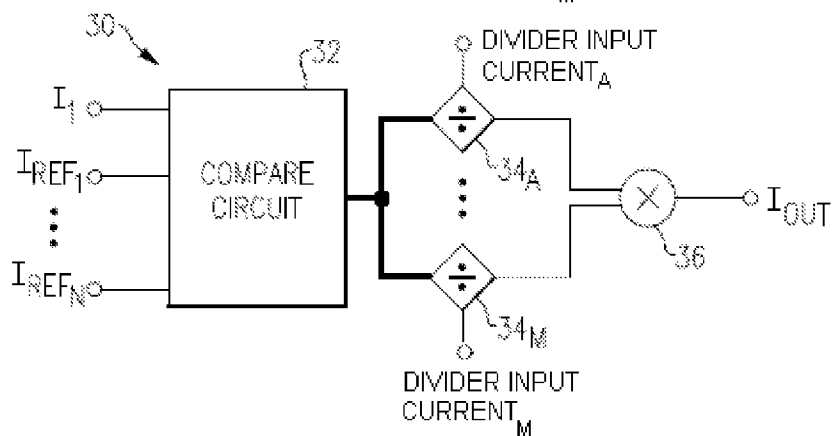 m
30
32
DIVIDER INPUT
CURRENT_A
I_1
I_REF_1
COMPARE
CIRCUIT
÷
34_A
×
I_OUT
36
÷
I_REF_N
34_M
DIVIDER INPUT
CURRENT_M